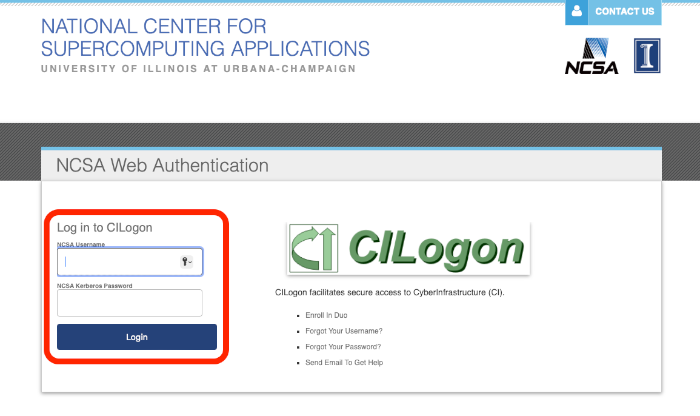 CONTACT US
NATIONAL CENTER FOR
SUPERCOMPUTING APPLICATIONS
UNIVERSITY OF ILLINOIS AT URBANA-CHAMPAIGN
NCSA
I
NCSA Web Authentication
Log in to CILogon
NCSA Username
NCSA Kerberos Password
Login
CILogon
CILogon facilitates secure access to CyberInfrastructure (CI).
Enroll In Duo
Forgot Your Username?
Forgot Your Password?
Send Email To Get Help